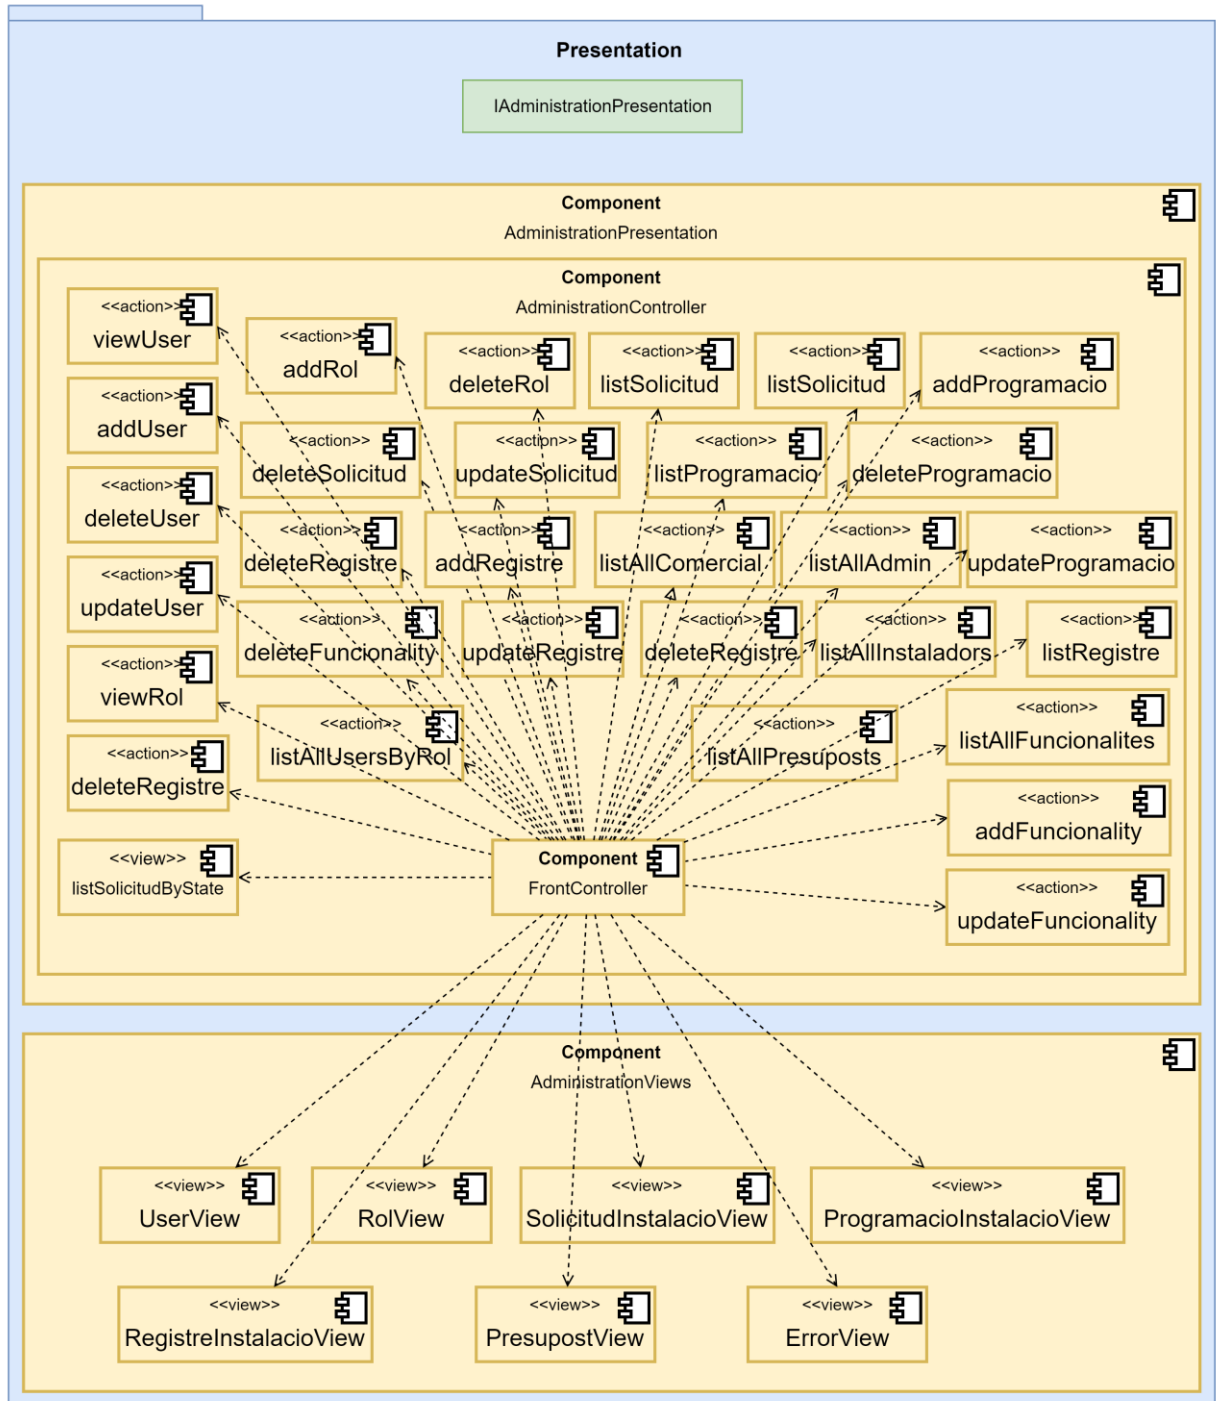 Presentation
IAdministrationPresentation
Component
AdministrationPresentation
Component
AdministrationController
<<action>>
viewUser
<<action>>
addRol
<<action>>
deleteRol
<<action>>
listSolicitud
<<action>>
listSolicitud
<<action>>
addProgramacio
<<action>>
addUser
<<action>>
deleteSolicitud
<<action>>
updateSolicitud
<<action>>
listProgramacio
<<action>>
deleteProgramacio
<<action>>
deleteUser
<<action>>
deleteRegistre
<<action>>
addRegistre
<<action>>
listAllComercial
<<action>>
listAllAdmin
<<action>>
updateProgramacio
<<action>>
updateUser
<<action>>
deleteFuncionality
<<action>>
updateRegistre
<<action>>
deleteRegistre
<<action>>
listAllInstaladors
<<action>>
listRegistre
<<action>>
viewRol
<<action>>
listAllUsersByRol
<<action>>
listAllPresuposts
<<action>>
listAllFuncionalites
<<action>>
deleteRegistre
<<action>>
addFuncionality
<<view>>
listSolicitudByState
Component
FrontController
<<action>>
updateFuncionality
Component
AdministrationViews
<<view>>
UserView
<<view>>
RolView
<<view>>
SolicitudInstalacioView
<<view>>
ProgramacioInstalacioView
<<view>>
RegistreInstalacioView
<<view>>
PresupostView
<<view>>
ErrorView